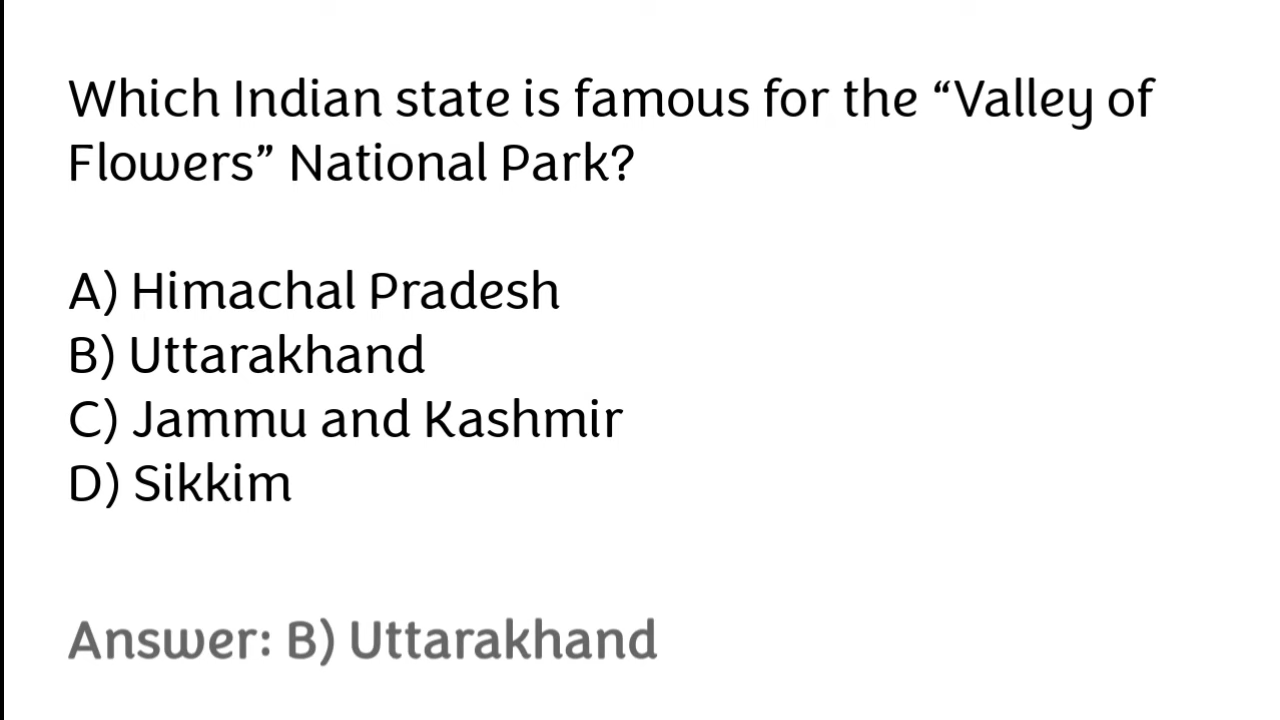 Which Indian state is famous for the “Valley of
Flowers” National Park?
A) Himachal Pradesh
B) Uttarakhand
C) Jammu and Kashmir
D) Sikkim
Answer: B) Uttarakhand